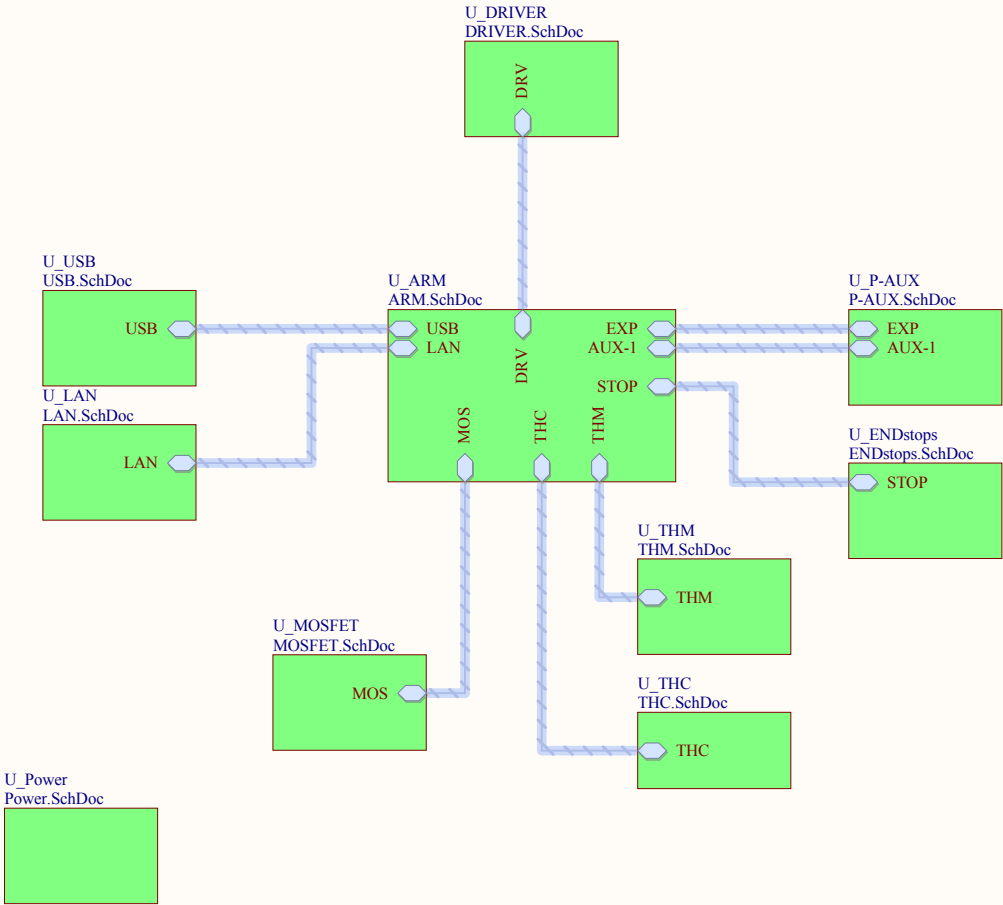 U_DRIVER
DRIVER.SchDoc
DRV
U_USB
USB.SchDoc
USB
U_ARM
ARM.SchDoc
USB
LAN
DRV
EXP
AUX-1
STOP
MOS
THC
THM
U_P-AUX
P-AUX.SchDoc
EXP
AUX-1
U_LAN
LAN.SchDoc
LAN
U_ENDstops
ENDstops.SchDoc
STOP
U_THM
THM.SchDoc
THM
U_MOSFET
MOSFET.SchDoc
MOS
U_THC
THC.SchDoc
THC
U_Power
Power.SchDoc